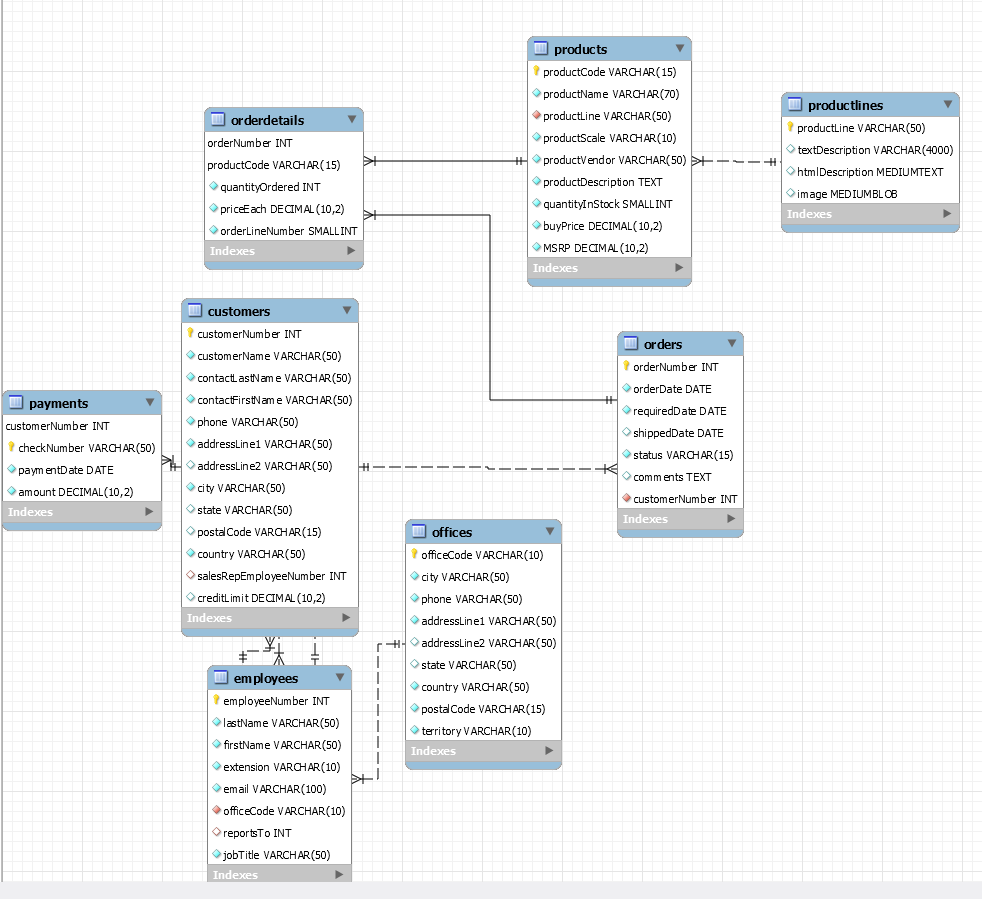 products
productCode VARCHAR(15)
productName VARCHAR(70)
productLine VARCHAR(50)
productScale VARCHAR(10)
productVendor VARCHAR(50)
productDescription TEXT
quantityInStock SMALLINT
buyPrice DECIMAL(10,2)
MSRP DECIMAL(10,2)
Indexes
productlines
productLine VARCHAR(50)
textDescription VARCHAR(4000)
htmlDescription MEDIUMTEXT
image MEDIUMBLOB
Indexes
orderdetails
orderNumber INT
productCode VARCHAR(15)
quantityOrdered INT
priceEach DECIMAL(10,2)
orderLineNumber SMALLINT
Indexes
customers
customerNumber INT
customerName VARCHAR(50)
contactLastName VARCHAR(50)
contactFirstName VARCHAR(50)
phone VARCHAR(50)
addressLine1 VARCHAR(50)
addressLine2 VARCHAR(50)
city VARCHAR(50)
state VARCHAR(50)
postalCode VARCHAR(15)
country VARCHAR(50)
salesRepEmployeeNumber INT
creditLimit DECIMAL(10,2)
Indexes
orders
orderNumber INT
orderDate DATE
requiredDate DATE
shippedDate DATE
status VARCHAR(15)
comments TEXT
customerNumber INT
Indexes
payments
customerNumber INT
checkNumber VARCHAR(50)
paymentDate DATE
amount DECIMAL(10,2)
Indexes
offices
officeCode VARCHAR(10)
city VARCHAR(50)
phone VARCHAR(50)
addressLine1 VARCHAR(50)
addressLine2 VARCHAR(50)
state VARCHAR(50)
country VARCHAR(50)
postalCode VARCHAR(15)
territory VARCHAR(10)
Indexes
employees
employeeNumber INT
lastName VARCHAR(50)
firstName VARCHAR(50)
extension VARCHAR(10)
email VARCHAR(100)
officeCode VARCHAR(10)
reportsTo INT
jobTitle VARCHAR(50)
Indexes